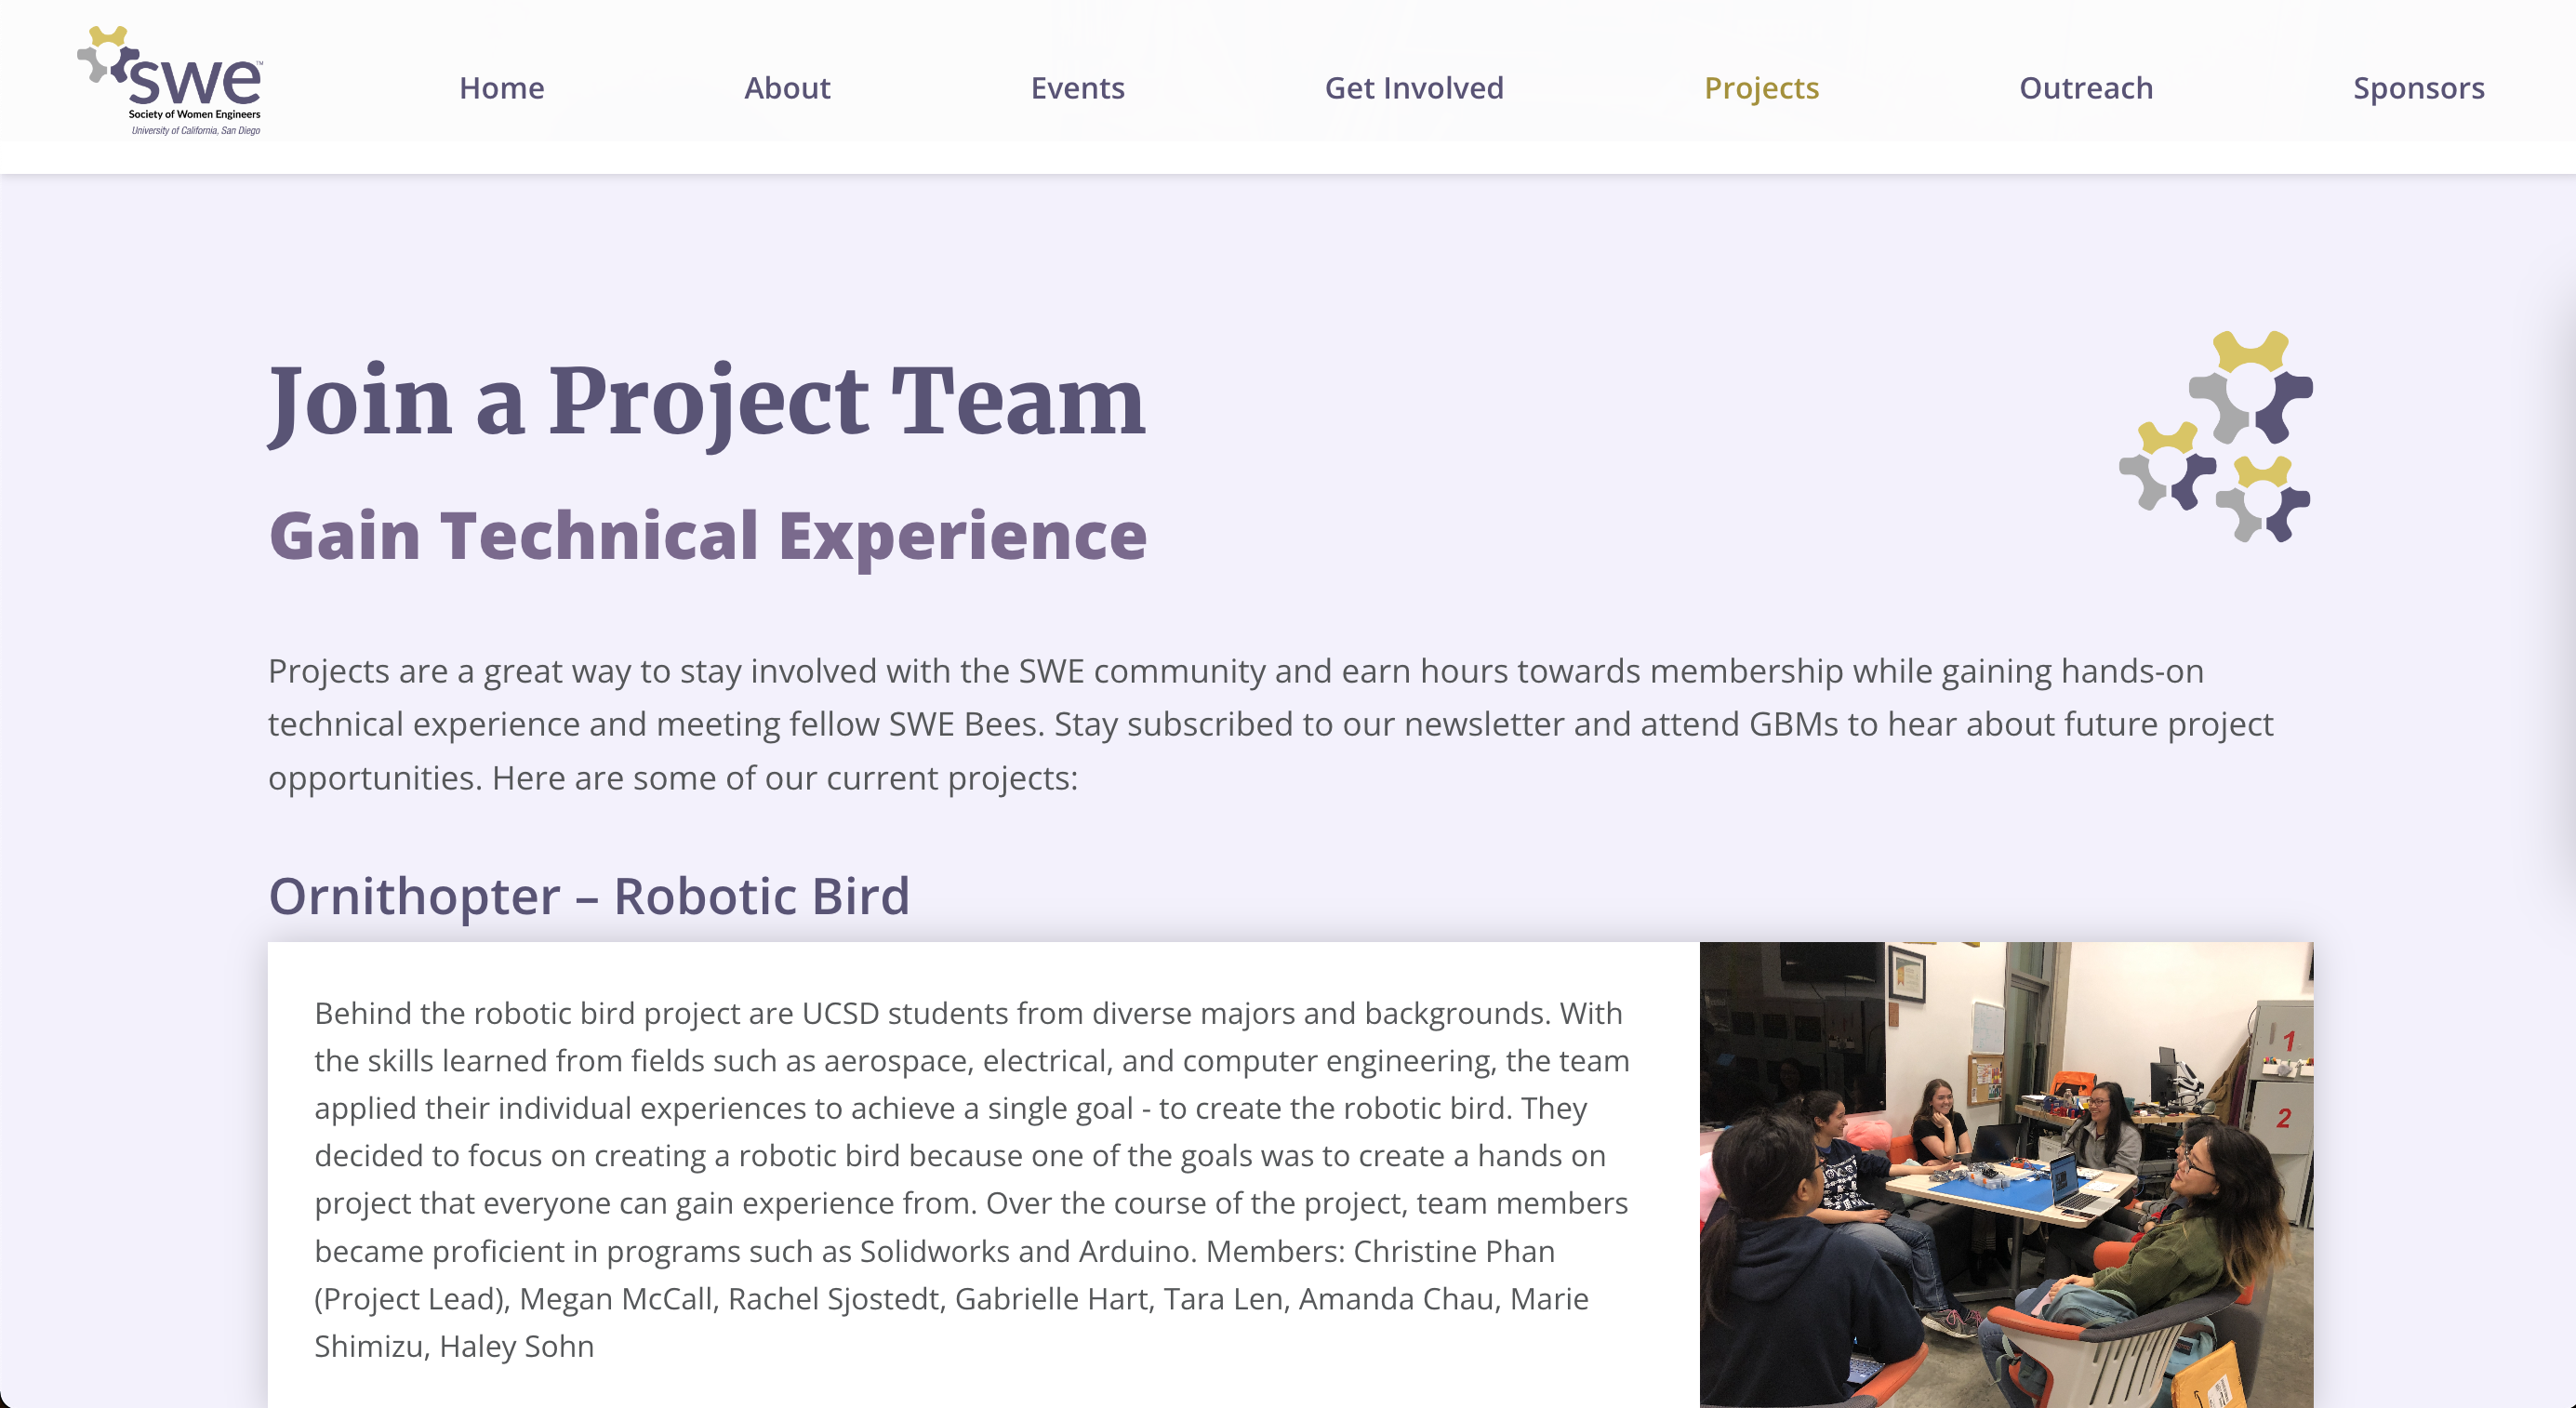 swe™
Society of Women Engineers
University of California, San Diego
Home
About
Events
Get Involved
Projects
Outreach
Sponsors
Join a Project Team
Gain Technical Experience
Projects are a great way to stay involved with the SWE community and earn hours towards membership while gaining hands-on
technical experience and meeting fellow SWE Bees. Stay subscribed to our newsletter and attend GBMs to hear about future project
opportunities. Here are some of our current projects:
Ornithopter – Robotic Bird
Behind the robotic bird project are UCSD students from diverse majors and backgrounds. With
the skills learned from fields such as aerospace, electrical, and computer engineering, the team
applied their individual experiences to achieve a single goal - to create the robotic bird. They
decided to focus on creating a robotic bird because one of the goals was to create a hands on
project that everyone can gain experience from. Over the course of the project, team members
became proficient in programs such as Solidworks and Arduino. Members: Christine Phan
(Project Lead), Megan McCall, Rachel Sjostedt, Gabrielle Hart, Tara Len, Amanda Chau, Marie
Shimizu, Haley Sohn
1
2